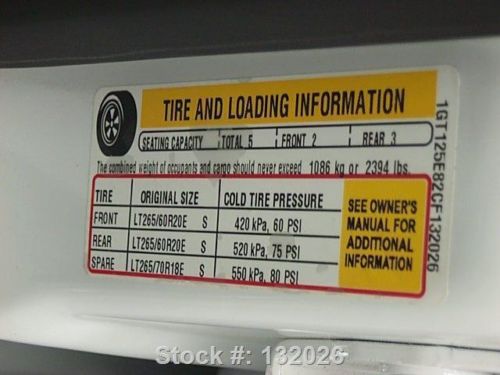 TIRE AND LOADING INFORMATION
SEATING CAPACITY TOTAL 5 FRONT 2 REAR 3
The combined weight of occupants and cargo should never exceed 1086 kg or 2394 lbs.
TIRE ORIGINAL SIZE COLD TIRE PRESSURE
FRONT LT265/60R20E S 420 kPa, 60 PSI
REAR LT265/60R20E S 520 kPa, 75 PSI
SPARE LT265/70R18E S 550 kPa, 80 PSI
SEE OWNER'S
MANUAL FOR
ADDITIONAL
INFORMATION
1GT125E82CF132026
Stock #: 132026